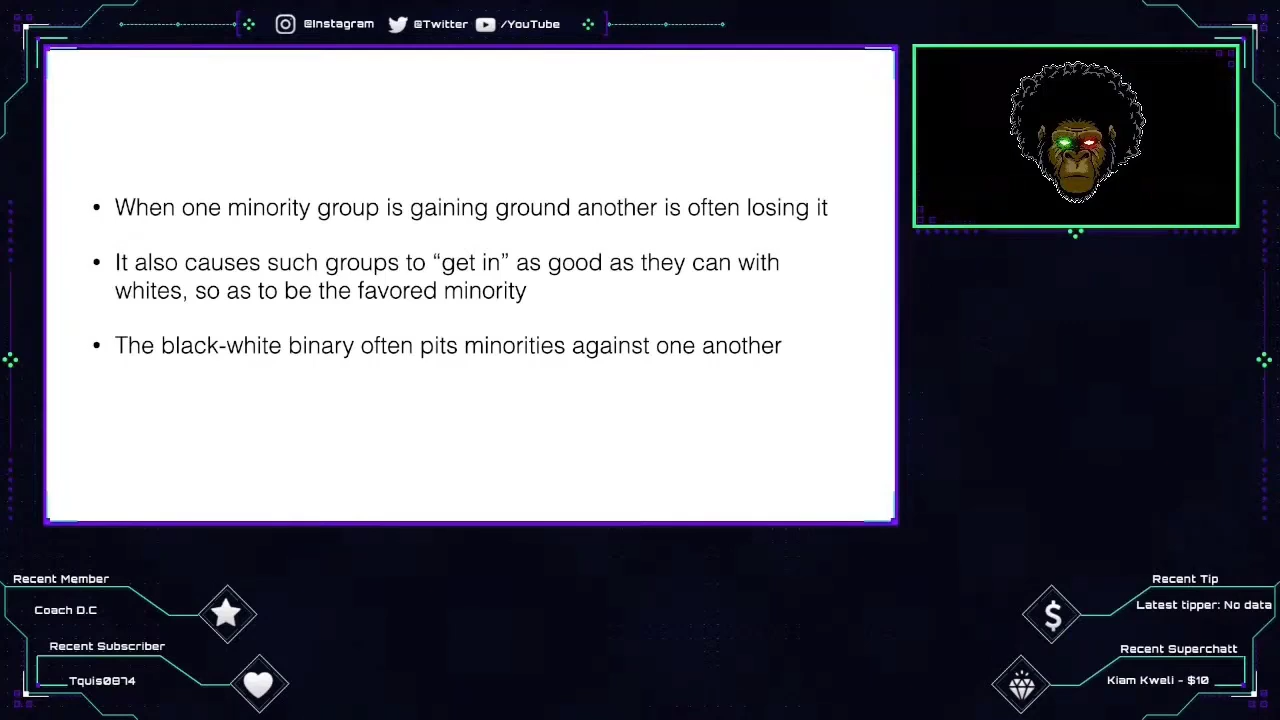 @Instagram @Twitter /YouTube
• When one minority group is gaining ground another is often losing it
• It also causes such groups to “get in” as good as they can with
whites, so as to be the favored minority
• The black-white binary often pits minorities against one another
Recent Member
Coach D.C
Recent Subscriber
Tquis0874
Recent Tip
Latest tipper: No data
Recent Superchatt
Kiam Kweli - $10